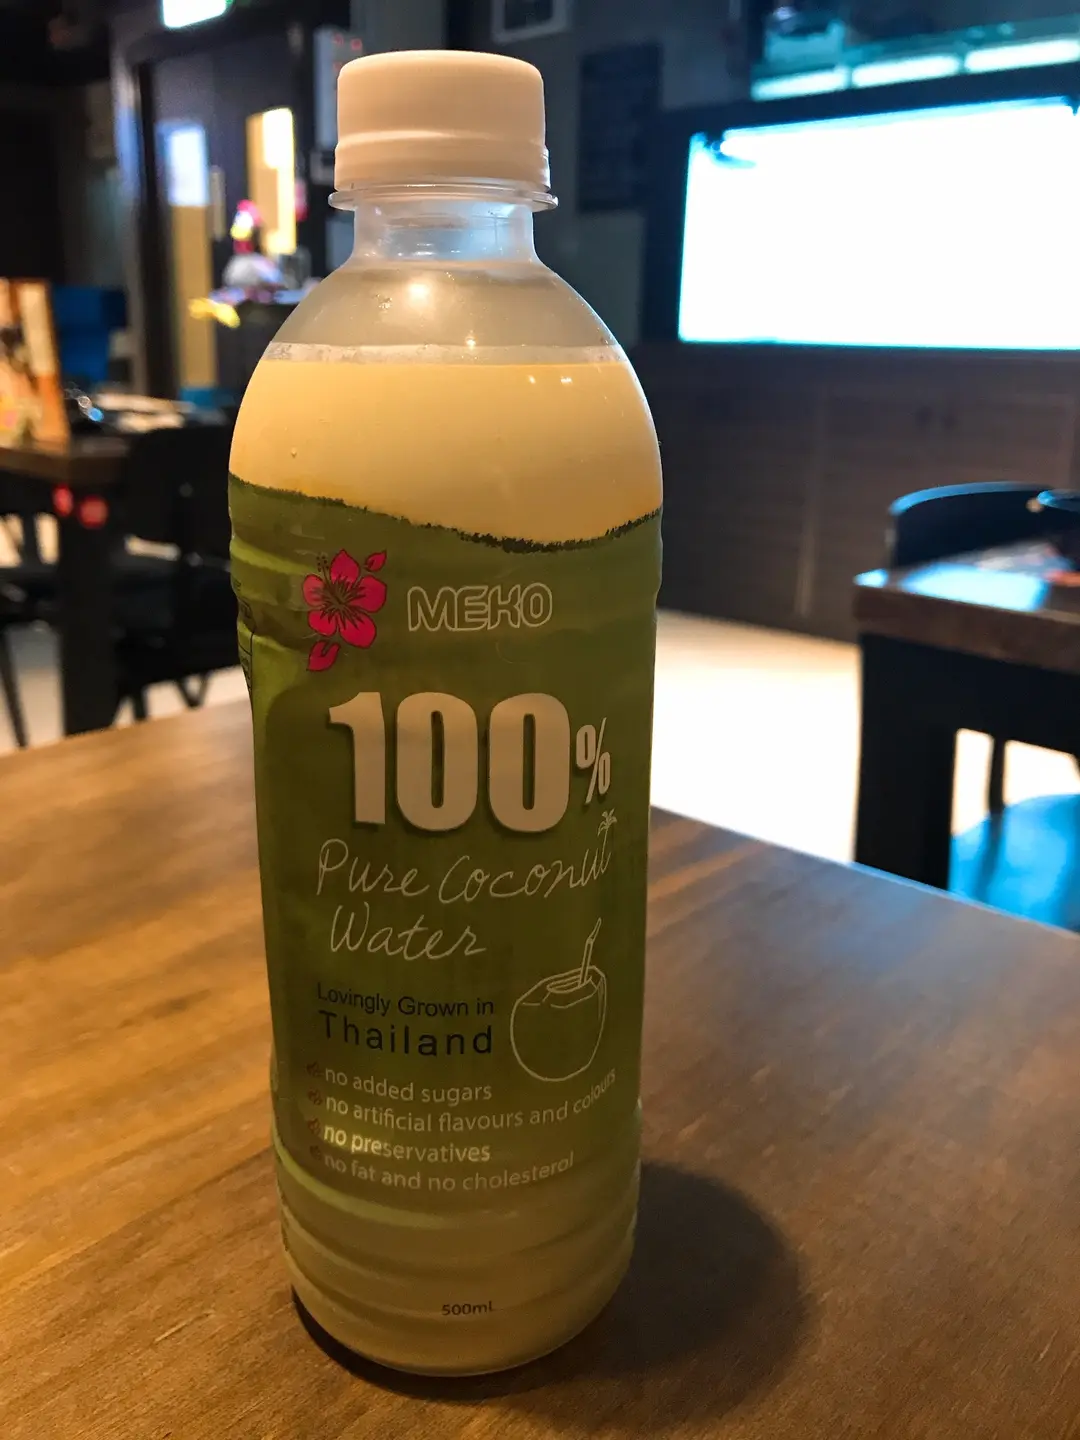 MEKO
100%
Pure Coconut
Water
Lovingly Grown in
Thailand
no added sugars
no artificial flavours and colours
no preservatives
no fat and no cholesterol
500mL